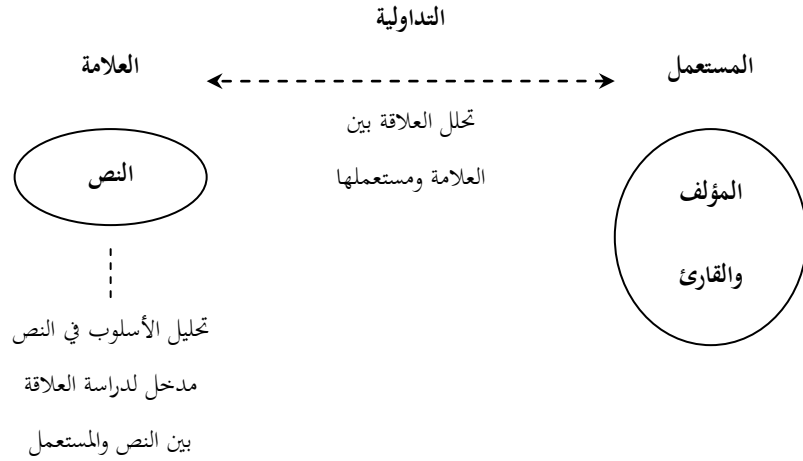 التداولية
المستعمل
العلامة
تحلل العلاقة بين
العلامة ومستعملها
المؤلف
والقارئ
النص
تحليل الأسلوب في النص
مدخل لدراسة العلاقة
بين النص والمستعمل